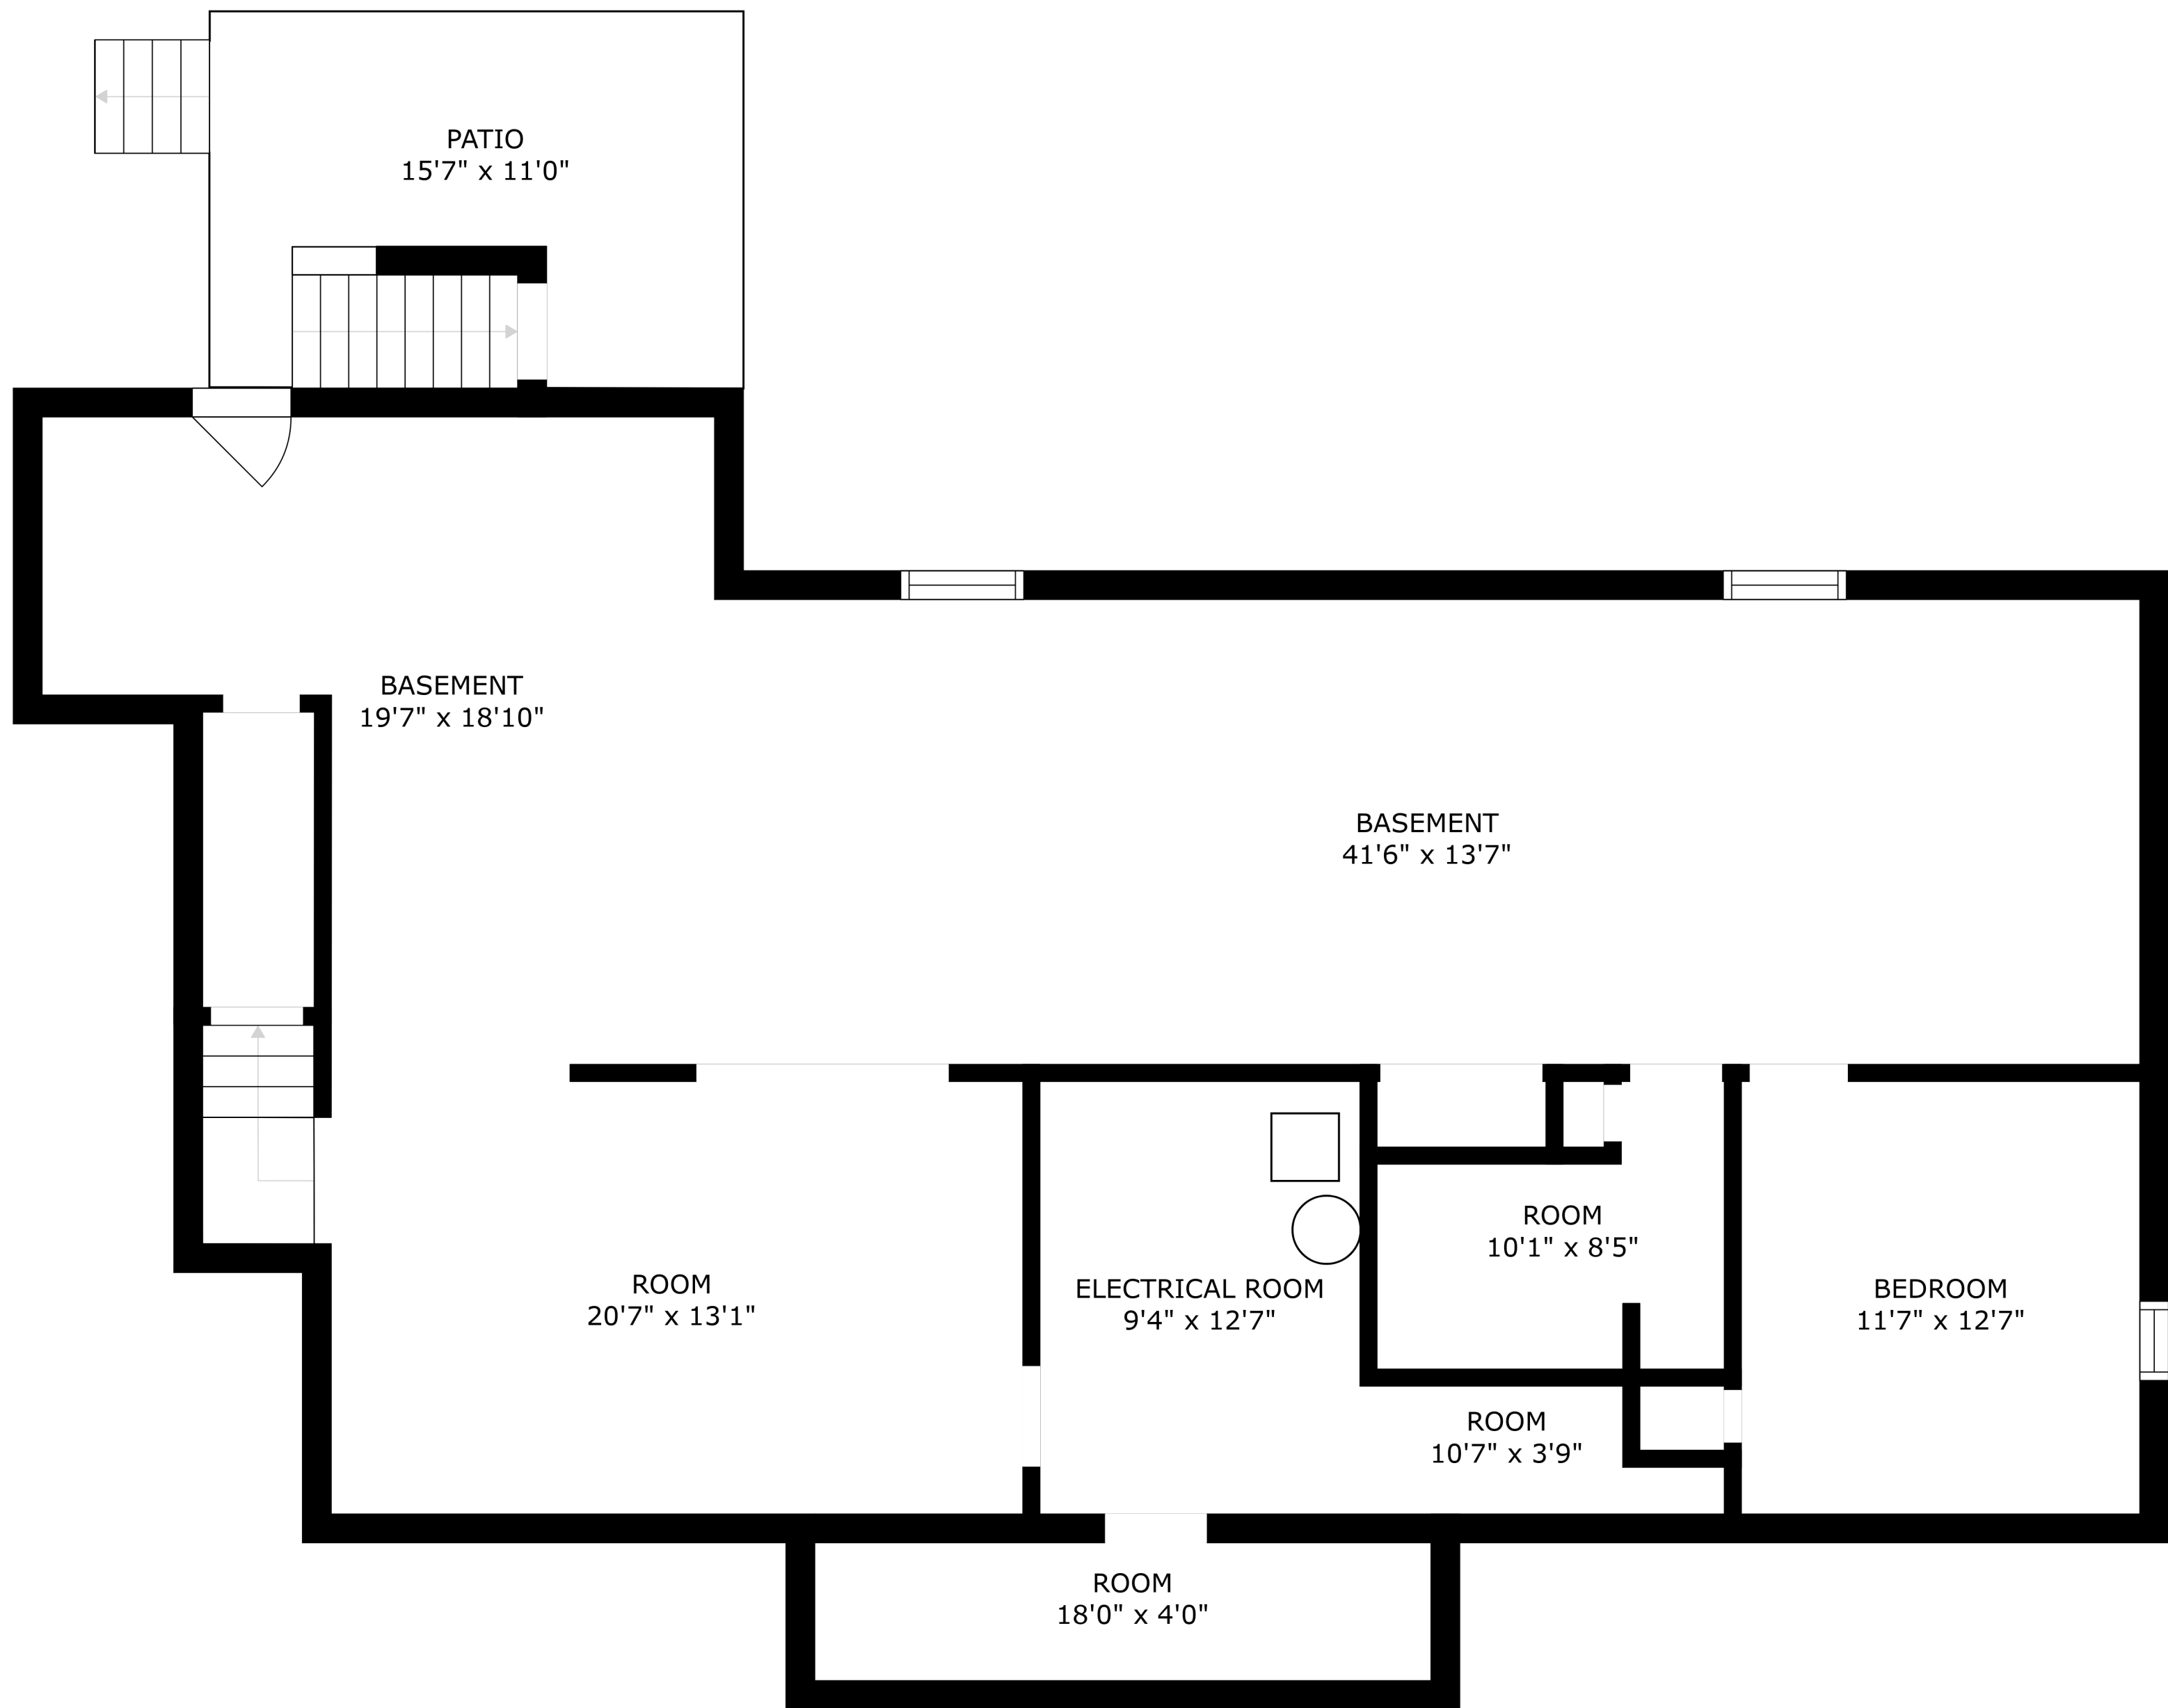 PATIO
15'7" x 11'0"
BASEMENT
19'7" x 18'10"
BASEMENT
41'6" x 13'7"
ROOM
10'1" x 8'5"
ROOM
20'7" x 13'1"
ELECTRICAL ROOM
9'4" x 12'7"
BEDROOM
11'7" x 12'7"
ROOM
10'7" x 3'9"
ROOM
18'0" x 4'0"